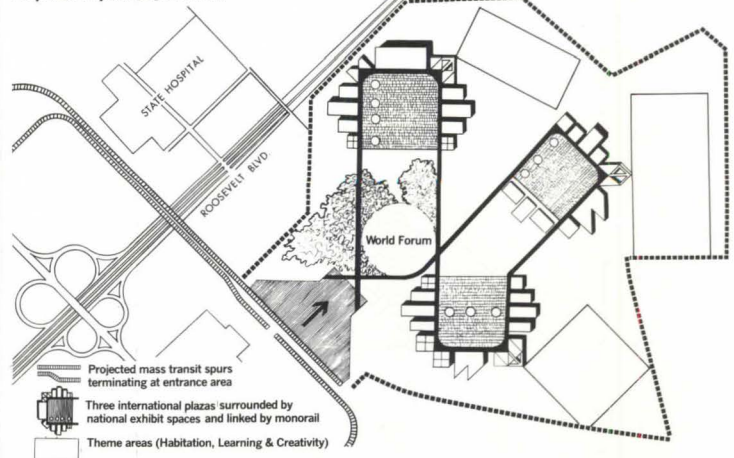 STATE HOSPITAL
ROOSEVELT BLVD.
World Forum
Projected mass transit spurs
terminating at entrance area
Three international plazas surrounded by
national exhibit spaces and linked by monorail
Theme areas (Habitation, Learning & Creativity)